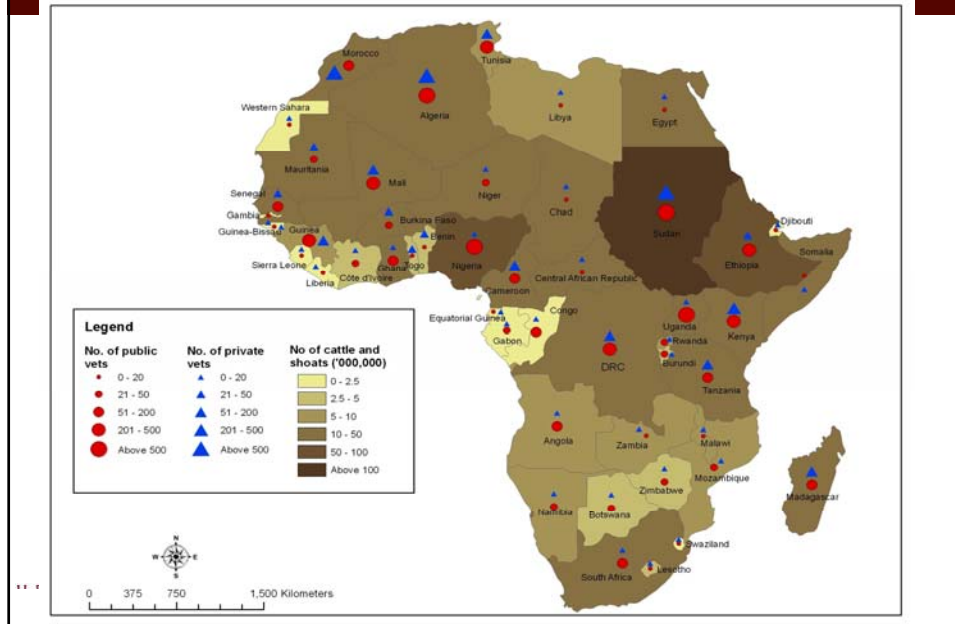 Morocco
Tunisia
Algeria
Libya
Egypt
Western Sahara
Mauritania
Mali
Niger
Chad
Sudan
Senegal
Gambia
Guinea-Bissau
Guinea
Sierra Leone
Liberia
Côte d'Ivoire
Burkina Faso
Ghana
Togo
Benin
Nigeria
Cameroon
Central African Republic
Djibouti
Ethiopia
Somalia
Equatorial Guinea
Gabon
Congo
DRC
Uganda
Rwanda
Burundi
Kenya
Tanzania
Angola
Zambia
Malawi
Mozambique
Zimbabwe
Namibia
Botswana
Madagascar
Swaziland
Lesotho
South Africa
Legend
No. of public
vets
0 - 20
21 - 50
51 - 200
201 - 500
Above 500
No. of private
vets
0 - 20
21 - 50
51 - 200
201 - 500
Above 500
No of cattle and
shoats ('000,000)
0 - 2.5
2.5 - 5
5 - 10
10 - 50
50 - 100
Above 100
N
W E
S
0 375 750 1,500 Kilometers